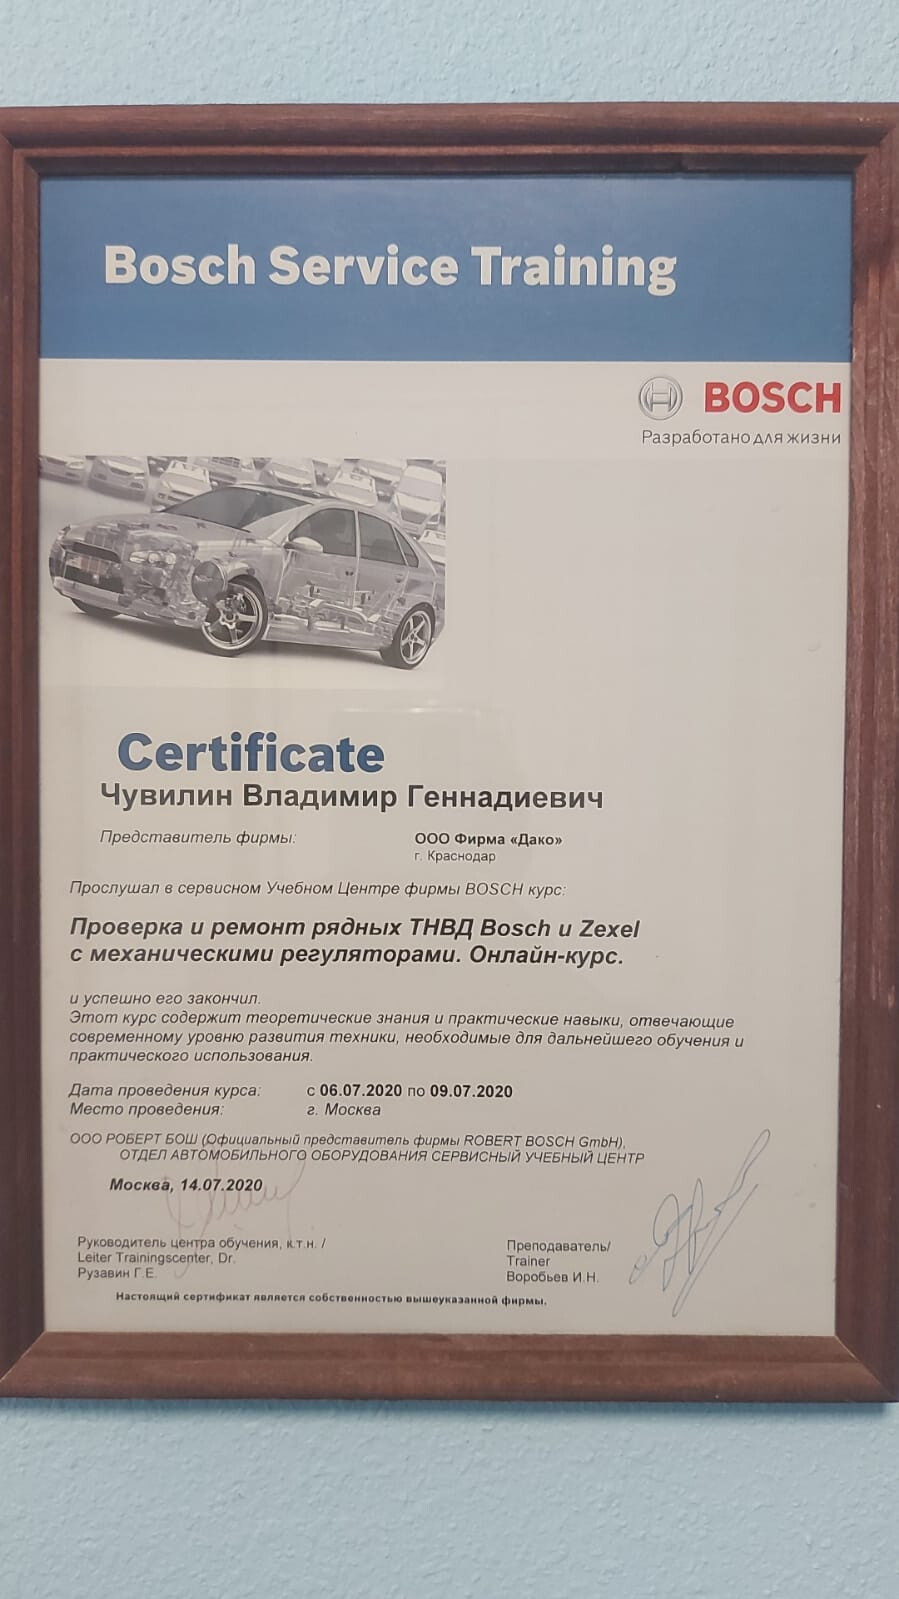 Bosch Service Training
BOSCH
Разработано для жизни
Certificate
Чувилин Владимир Геннадиевич
Представитель фирмы: ООО Фирма «Дако»
г. Краснодар
Прослушал в сервисном Учебном Центре фирмы BOSCH курс:
Проверка и ремонт рядных ТНВД Bosch и Zexel
с механическими регуляторами. Онлайн-курс.
и успешно его закончил.
Этот курс содержит теоретические знания и практические навыки, отвечающие
современному уровню развития техники, необходимые для дальнейшего обучения и
практического использования.
Дата проведения курса: с 06.07.2020 по 09.07.2020
Место проведения: г. Москва
ООО РОБЕРТ БОШ (Официальный представитель фирмы ROBERT BOSCH GmbH),
ОТДЕЛ АВТОМОБИЛЬНОГО ОБОРУДОВАНИЯ СЕРВИСНЫЙ УЧЕБНЫЙ ЦЕНТР
Москва, 14.07.2020
Руководитель центра обучения, к.т.н. /
Leiter Trainingscenter, Dr.
Рузавин Г.Е.
Преподаватель/
Trainer
Воробьев И.Н.
Настоящий сертификат является собственностью вышеуказанной фирмы.